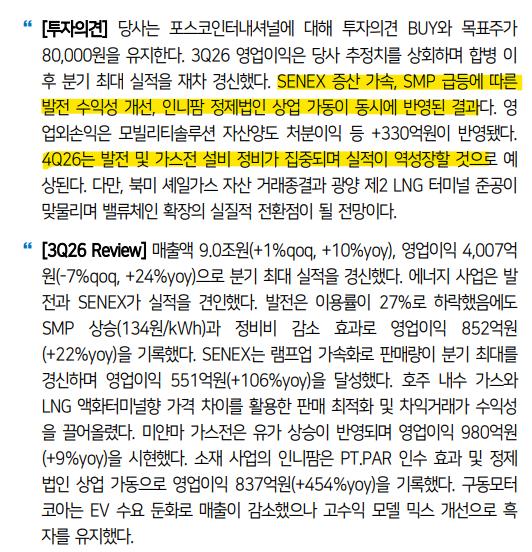 “ [투자의견] 당사는 포스코인터내셔널에 대해 투자의견 BUY와 목표주가
80,000원을 유지한다. 3Q26 영업이익은 당사 추정치를 상회하며 합병 이
후 분기 최대 실적을 재차 경신했다. SENEX 증산 가속, SMP 급등에 따른
발전 수익성 개선, 인니팜 정제법인 상업 가동이 동시에 반영된 결과다. 영
업외손익은 모빌리티솔루션 자산양도 처분이익 등 +330억원이 반영됐다.
4Q26는 발전 및 가스전 설비 정비가 집중되며 실적이 역성장할 것으로 예
상된다. 다만, 북미 셰일가스 자산 거래종결과 광양 제2 LNG 터미널 준공이
맞물리며 밸류체인 확장의 실질적 전환점이 될 전망이다.
“ [3Q26 Review] 매출액 9.0조원(+1%qoq, +10%yoy), 영업이익 4,007억
원(-7%qoq, +24%yoy)으로 분기 최대 실적을 경신했다. 에너지 사업은 발
전과 SENEX가 실적을 견인했다. 발전은 이용률이 27%로 하락했음에도
SMP 상승(134원/kWh)과 정비비 감소 효과로 영업이익 852억원
(+22%yoy)을 기록했다. SENEX는 램프업 가속화로 판매량이 분기 최대를
경신하며 영업이익 551억원(+106%yoy)을 달성했다. 호주 내수 가스와
LNG 액화터미널향 가격 차이를 활용한 판매 최적화 및 차익거래가 수익성
을 끌어올렸다. 미얀마 가스전은 유가 상승이 반영되며 영업이익 980억원
(+9%yoy)을 시현했다. 소재 사업의 인니팜은 PT.PAR 인수 효과 및 정제
법인 상업 가동으로 영업이익 837억원(+454%yoy)을 기록했다. 구동모터
코아는 EV 수요 둔화로 매출이 감소했으나 고수익 모델 믹스 개선으로 흑
자를 유지했다.